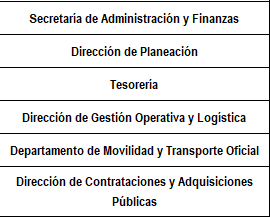 Secretaría de Administración y Finanzas
Dirección de Planeación
Tesorería
Dirección de Gestión Operativa y Logística
Departamento de Movilidad y Transporte Oficial
Dirección de Contrataciones y Adquisiciones
Públicas